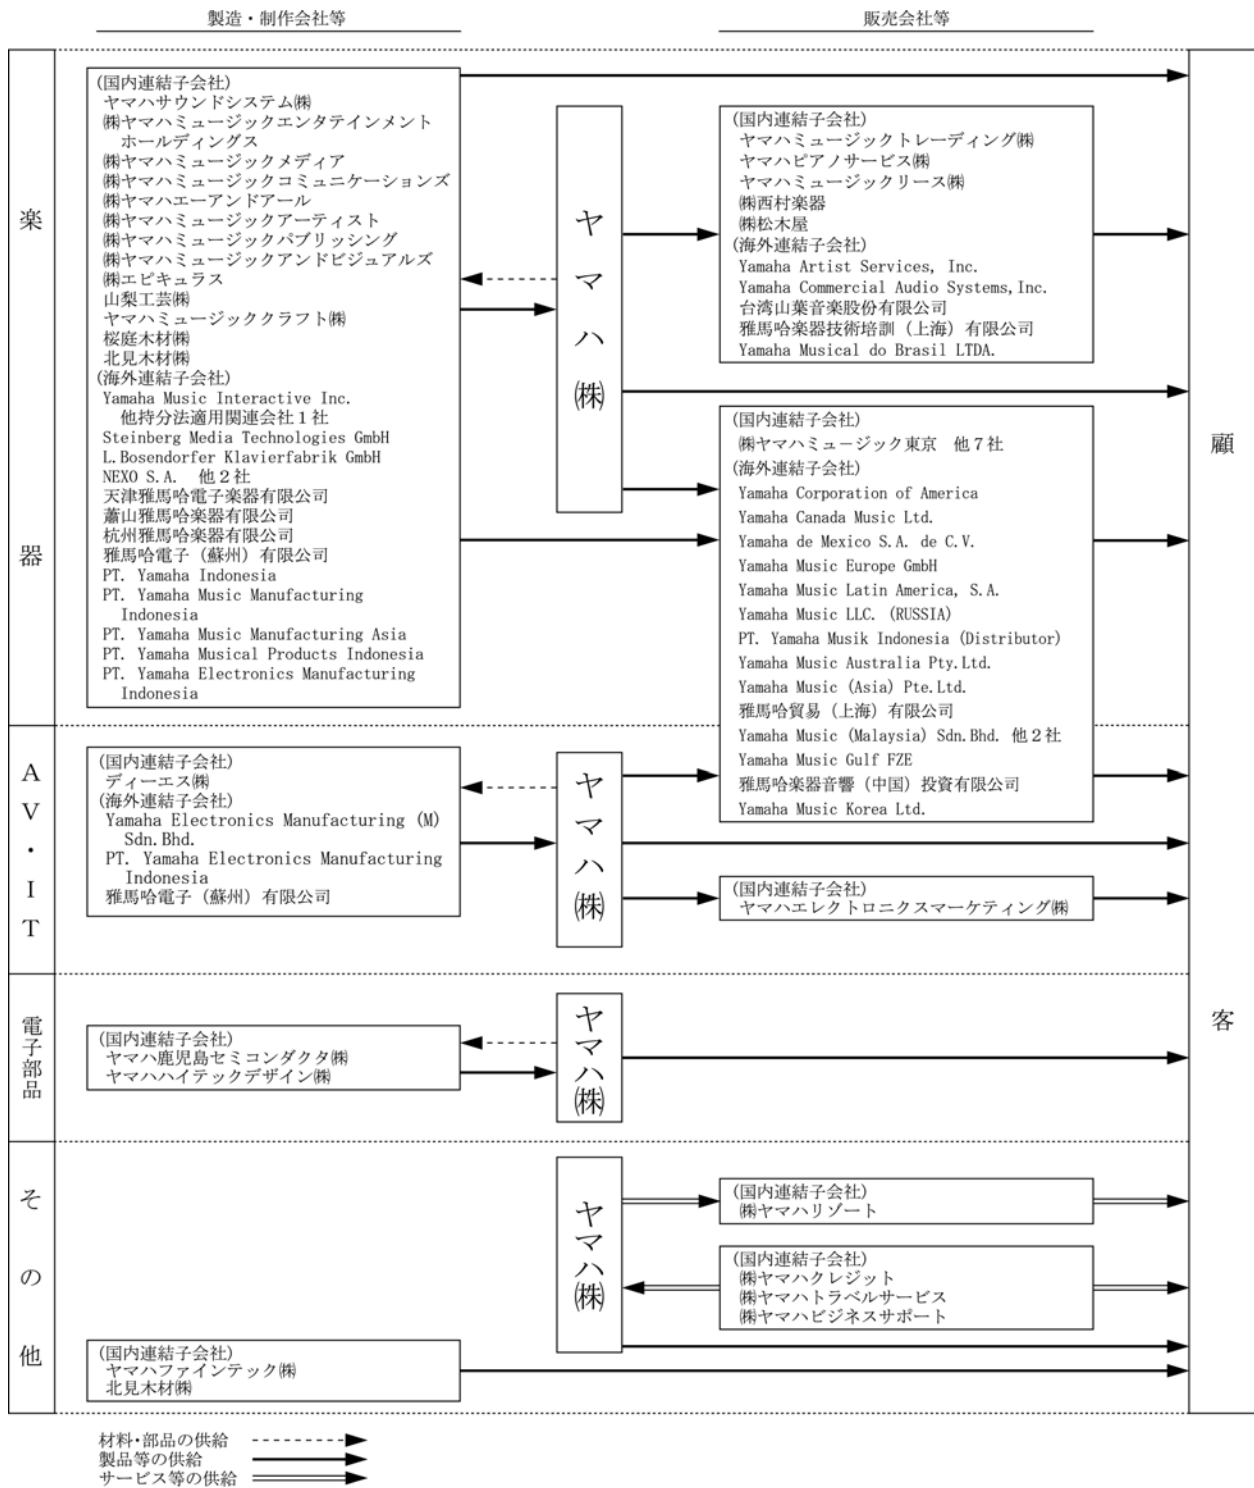 製造・制作会社等
販売会社等
楽器
(国内連結子会社)
ヤマハサウンドシステム㈱
㈱ヤマハミュージックエンタテインメント
ホールディングス
㈱ヤマハミュージックメディア
㈱ヤマハミュージックコミュニケーションズ
㈱ヤマハエーアンドアール
㈱ヤマハミュージックアーティスト
㈱ヤマハミュージックパブリッシング
㈱ヤマハミュージックアンドビジュアルズ
㈱エピキュラス
山梨工芸㈱
ヤマハミュージッククラフト㈱
桜庭木材㈱
北見木材㈱
(海外連結子会社)
Yamaha Music Interactive Inc.
他持分法適用関連会社１社
Steinberg Media Technologies GmbH
L.Bosendorfer Klavierfabrik GmbH
NEXO S.A. 他２社
天津雅馬哈電子楽器有限公司
蕭山雅馬哈楽器有限公司
杭州雅馬哈楽器有限公司
雅馬哈電子（蘇州）有限公司
PT. Yamaha Indonesia
PT. Yamaha Music Manufacturing
Indonesia
PT. Yamaha Music Manufacturing Asia
PT. Yamaha Musical Products Indonesia
PT. Yamaha Electronics Manufacturing
Indonesia
ヤマハ㈱
(国内連結子会社)
ヤマハミュージックトレーディング㈱
ヤマハピアノサービス㈱
ヤマハミュージックリース㈱
㈱西村楽器
㈱松木屋
(海外連結子会社)
Yamaha Artist Services, Inc.
Yamaha Commercial Audio Systems,Inc.
台湾山葉音楽股份有限公司
雅馬哈楽器技術培訓（上海）有限公司
Yamaha Musical do Brasil LTDA.
(国内連結子会社)
㈱ヤマハミュージック東京 他７社
(海外連結子会社)
Yamaha Corporation of America
Yamaha Canada Music Ltd.
Yamaha de Mexico S.A. de C.V.
Yamaha Music Europe GmbH
Yamaha Music Latin America, S.A.
Yamaha Music LLC. (RUSSIA)
PT. Yamaha Musik Indonesia (Distributor)
Yamaha Music Australia Pty.Ltd.
Yamaha Music (Asia) Pte.Ltd.
雅馬哈貿易（上海）有限公司
Yamaha Music (Malaysia) Sdn.Bhd. 他２社
Yamaha Music Gulf FZE
雅馬哈楽器音響（中国）投資有限公司
Yamaha Music Korea Ltd.
顧客
AV・IT
(国内連結子会社)
ディーエス㈱
(海外連結子会社)
Yamaha Electronics Manufacturing (M)
Sdn.Bhd.
PT. Yamaha Electronics Manufacturing
Indonesia
雅馬哈電子（蘇州）有限公司
ヤマハ㈱
(国内連結子会社)
ヤマハエレクトロニクスマーケティング㈱
電子部品
(国内連結子会社)
ヤマハ鹿児島セミコンダクタ㈱
ヤマハハイテックデザイン㈱
ヤマハ㈱
その他
ヤマハ㈱
(国内連結子会社)
㈱ヤマハリゾート
(国内連結子会社)
㈱ヤマハクレジット
㈱ヤマハトラベルサービス
㈱ヤマハビジネスサポート
(国内連結子会社)
ヤマハファインテック㈱
北見木材㈱
材料・部品の供給
製品等の供給
サービス等の供給